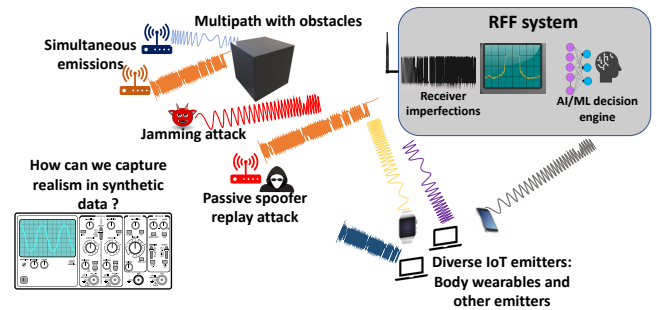 Multipath with obstacles
RFF system
Simultaneous
emissions
Receiver
imperfections
AI/ML decision
engine
Jamming attack
How can we capture
realism in synthetic
data ?
Passive spoofer
replay attack
Diverse IoT emitters:
Body wearables and
other emitters